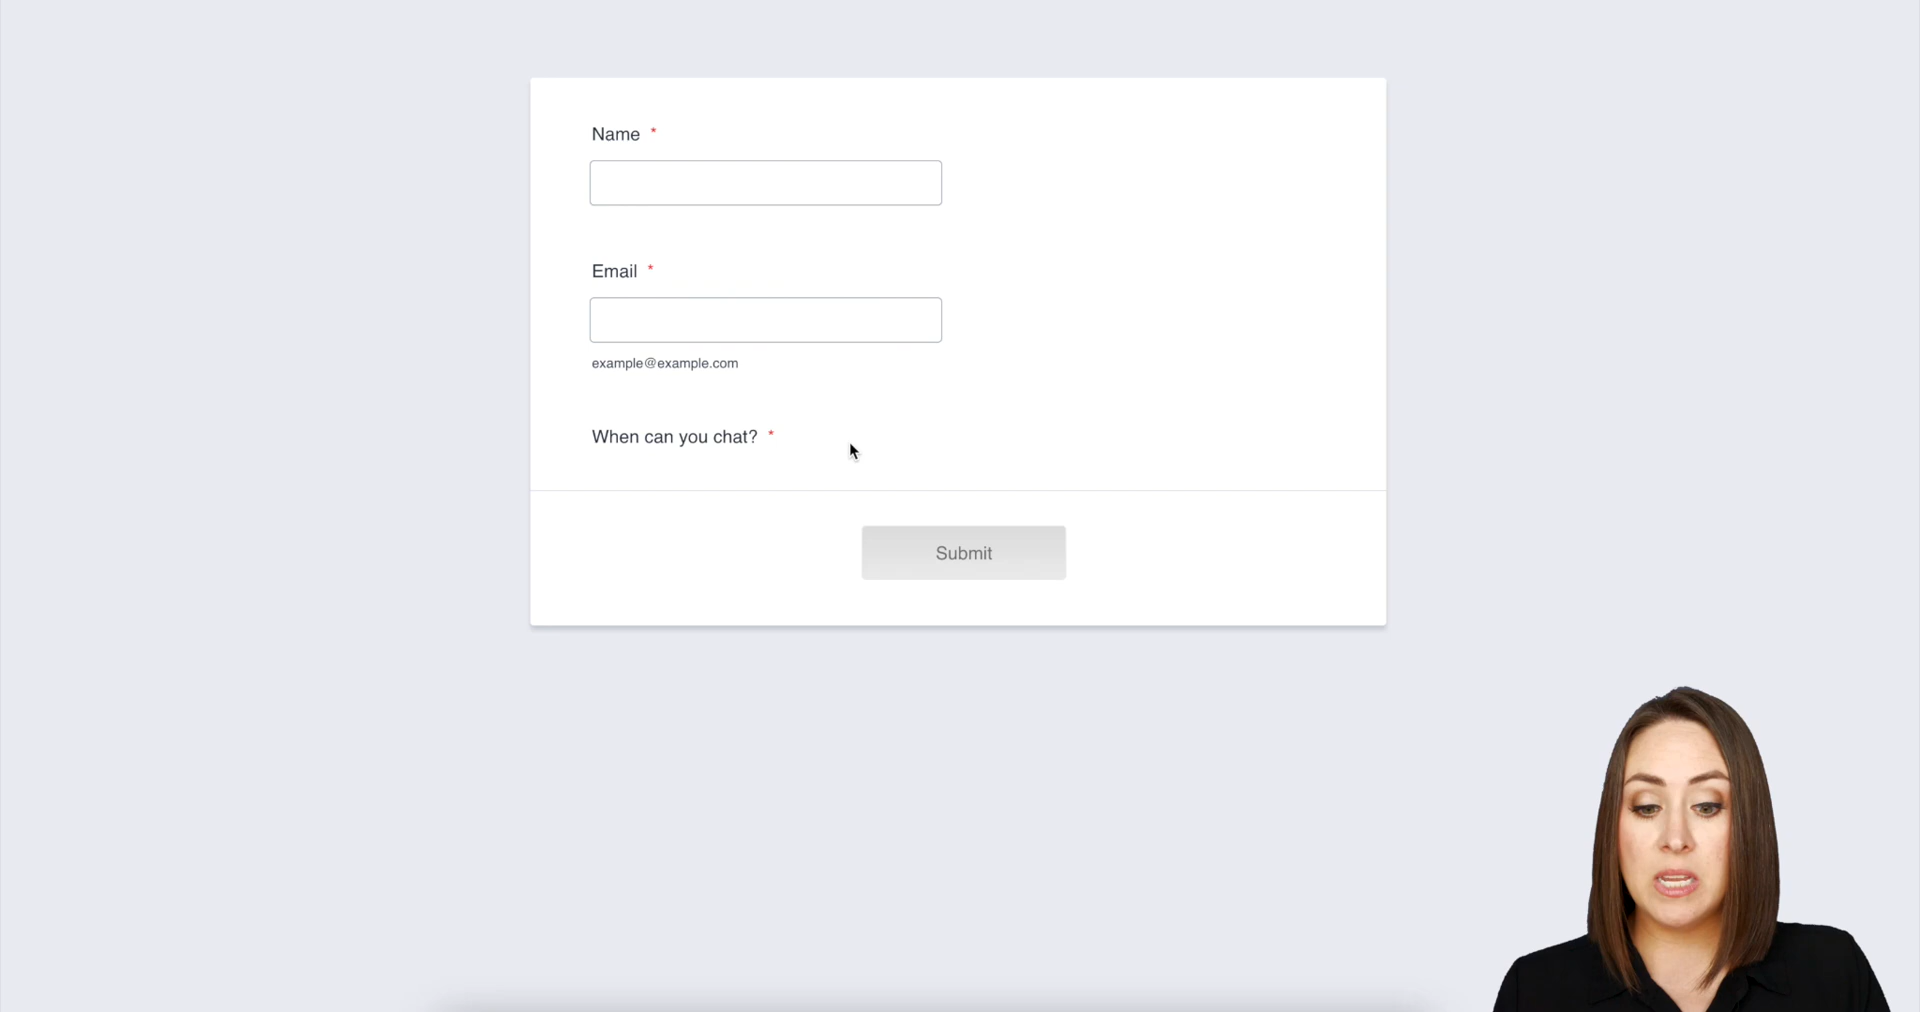 Name *
Email *
example@example.com
When can you chat? *
Submit